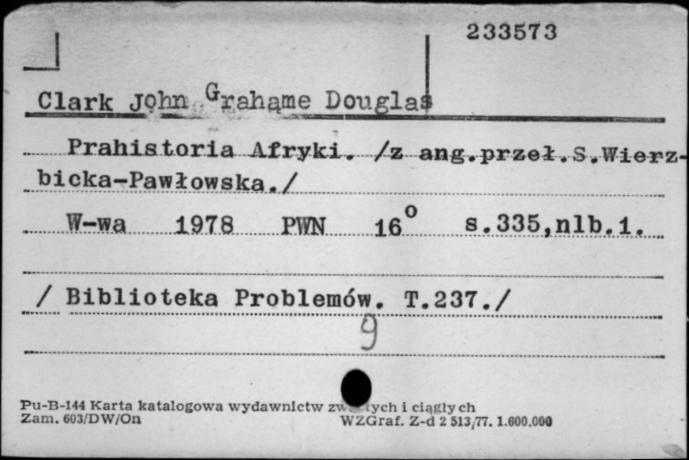 233573
Clark John Grahame Douglas
Prahistoria Afryki. /z ang.przeł.S.Wierz-
bicka-Pawłowska./
W-wa 1978 PWN 16° s.335,nlb.1.
/ Biblioteka Problemów. T.237./
9
Pu-B-144 Karta katalogowa wydawnictw i ciągłych
Zam. 603/DW/On WZGraf. Z-d 2 513/77. 1.600.000